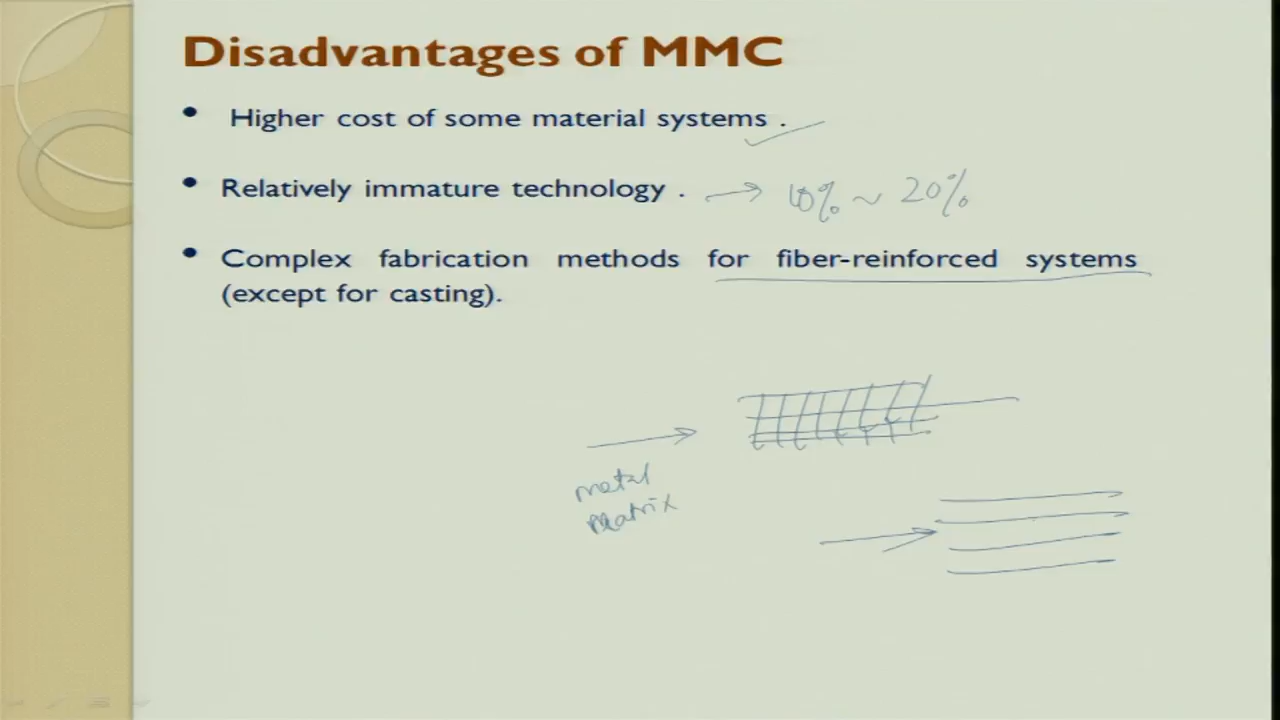 Disadvantages of MMC
• Higher cost of some material systems .
• Relatively immature technology . → 10% ~ 20%
• Complex fabrication methods for fiber-reinforced systems
(except for casting).
metal
matrix